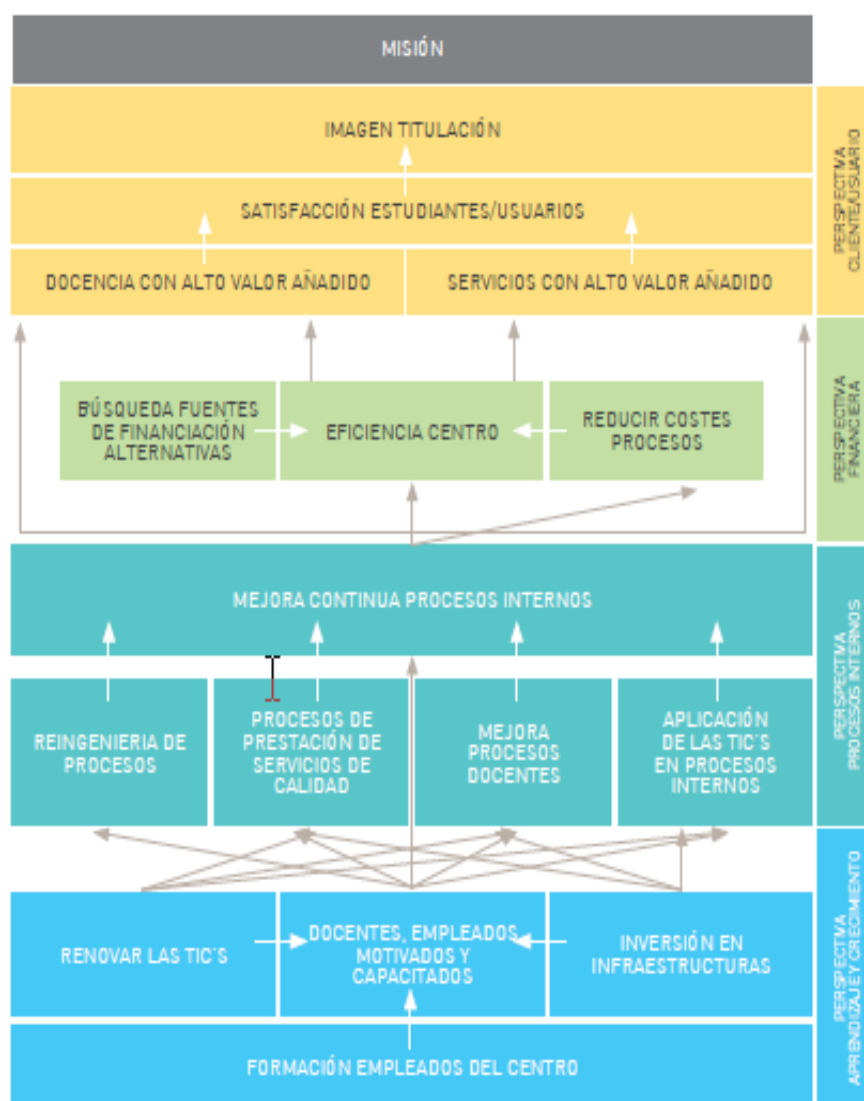 MISIÓN
IMAGEN TITULACIÓN
SATISFACCIÓN ESTUDIANTES/USUARIOS
DOCENCIA CON ALTO VALOR AÑADIDO
SERVICIOS CON ALTO VALOR AÑADIDO
PERSPECTIVA
CLIENTE/USUARIO
BÚSQUEDA FUENTES
DE FINANCIACIÓN
ALTERNATIVAS
EFICIENCIA CENTRO
REDUCIR COSTES
PROCESOS
PERSPECTIVA
FINANCIERA
MEJORA CONTINUA PROCESOS INTERNOS
REINGENIERIA DE
PROCESOS
PROCESOS DE
PRESTACIÓN DE
SERVICIOS DE
CALIDAD
MEJORA
PROCESOS
DOCENTES
APLICACIÓN
DE LAS TIC'S
EN PROCESOS
INTERNOS
PERSPECTIVA
PROCESOS INTERNOS
RENOVAR LAS TIC'S
DOCENTES, EMPLEADOS
MOTIVADOS Y
CAPACITADOS
INVERSIÓN EN
INFRAESTRUCTURAS
FORMACIÓN EMPLEADOS DEL CENTRO
PERSPECTIVA
APRENDIZAJE Y CRECIMIENTO